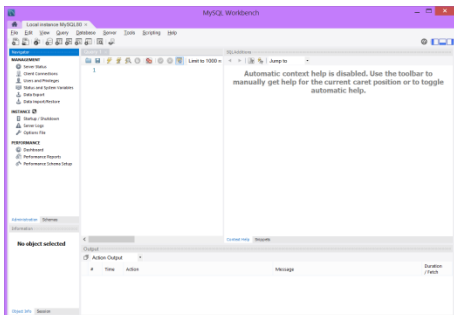 MySQL Workbench
Local instance MySQL80 ×
File Edit View Query Database Server Tools Scripting Help
Navigator
MANAGEMENT
Server Status
Client Connections
Users and Privileges
Status and System Variables
Data Export
Data Import/Restore
INSTANCE
Startup / Shutdown
Server Logs
Options File
PERFORMANCE
Dashboard
Performance Reports
Performance Schema Setup
Administration Schemas
Information
No object selected
Object Info Session
Limit to 1000
1
Jump to
Automatic context help is disabled. Use the toolbar to
manually get help for the current caret position or to toggle
automatic help.
Context Help Snippets
Output
Action Output
# Time Action Message Duration / Fetch